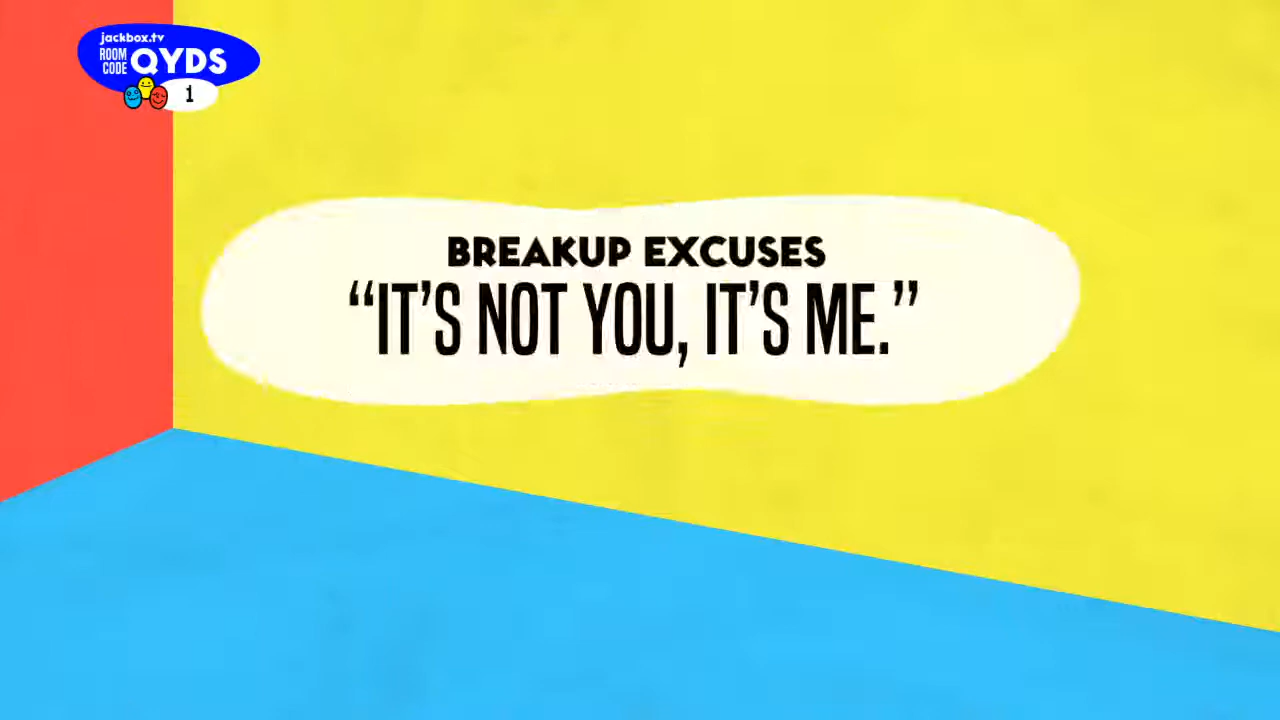 jackbox.tv
ROOM
CODE
QYDS
1
BREAKUP EXCUSES
“IT’S NOT YOU, IT’S ME.”